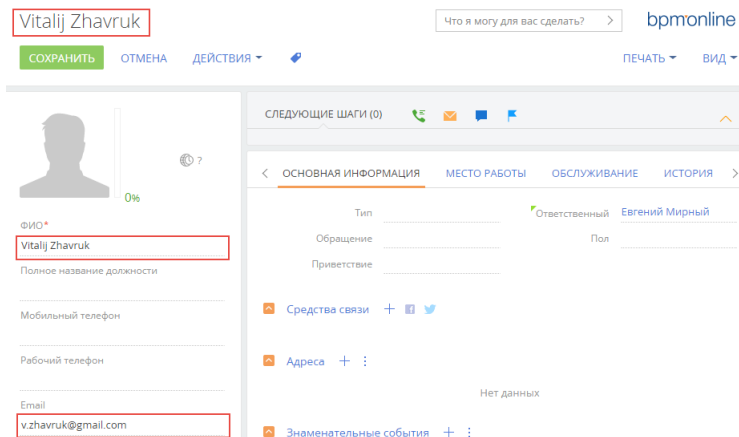 Vitalij Zhavruk
Что я могу для вас сделать?
bpm'online
СОХРАНИТЬ ОТМЕНА ДЕЙСТВИЯ ПЕЧАТЬ ВИД
СЛЕДУЮЩИЕ ШАГИ (0)
?
0%
ОСНОВНАЯ ИНФОРМАЦИЯ МЕСТО РАБОТЫ ОБСЛУЖИВАНИЕ ИСТОРИЯ
Тип
Ответственный Евгений Мирный
Обращение
Пол
Приветствие
ФИО*
Vitalij Zhavruk
Полное название должности
Мобильный телефон
Рабочий телефон
Email
v.zhavruk@gmail.com
Средства связи
Адреса
Нет данных
Знаменательные события